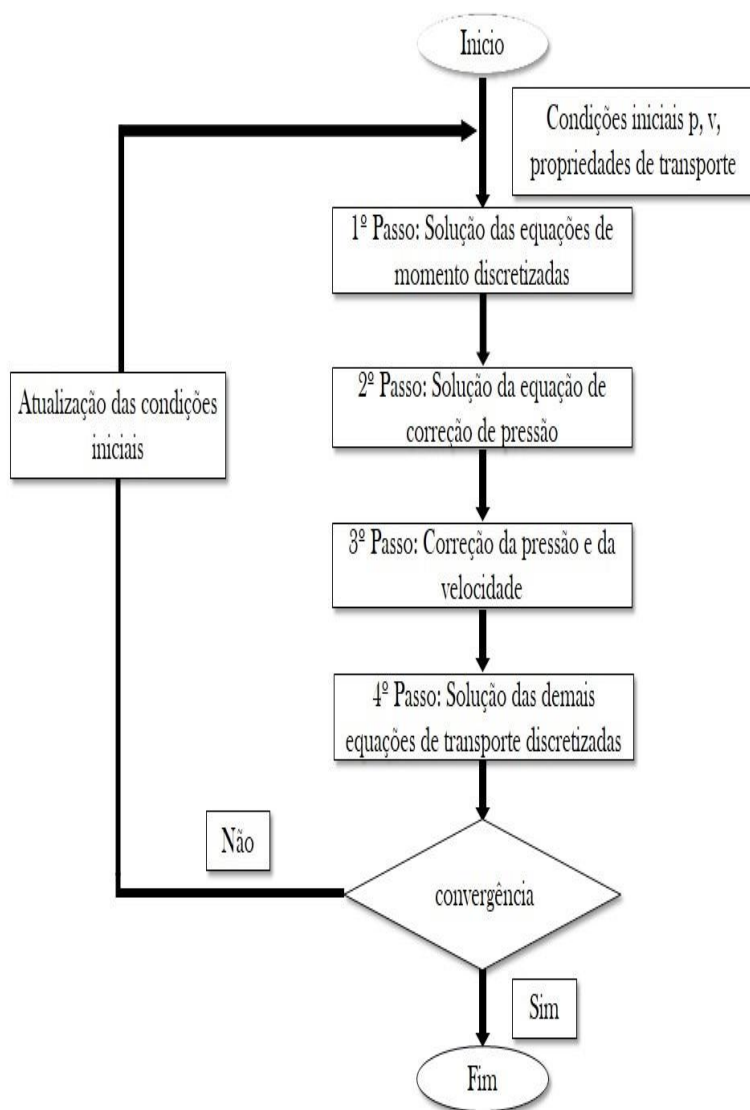 Inicio
Condições iniciais p, v,
propriedades de transporte
1º Passo: Solução das equações de
momento discretizadas
2º Passo: Solução da equação de
correção de pressão
Atualização das condições
iniciais
3º Passo: Correção da pressão e da
velocidade
4º Passo: Solução das demais
equações de transporte discretizadas
Não
convergência
Sim
Fim